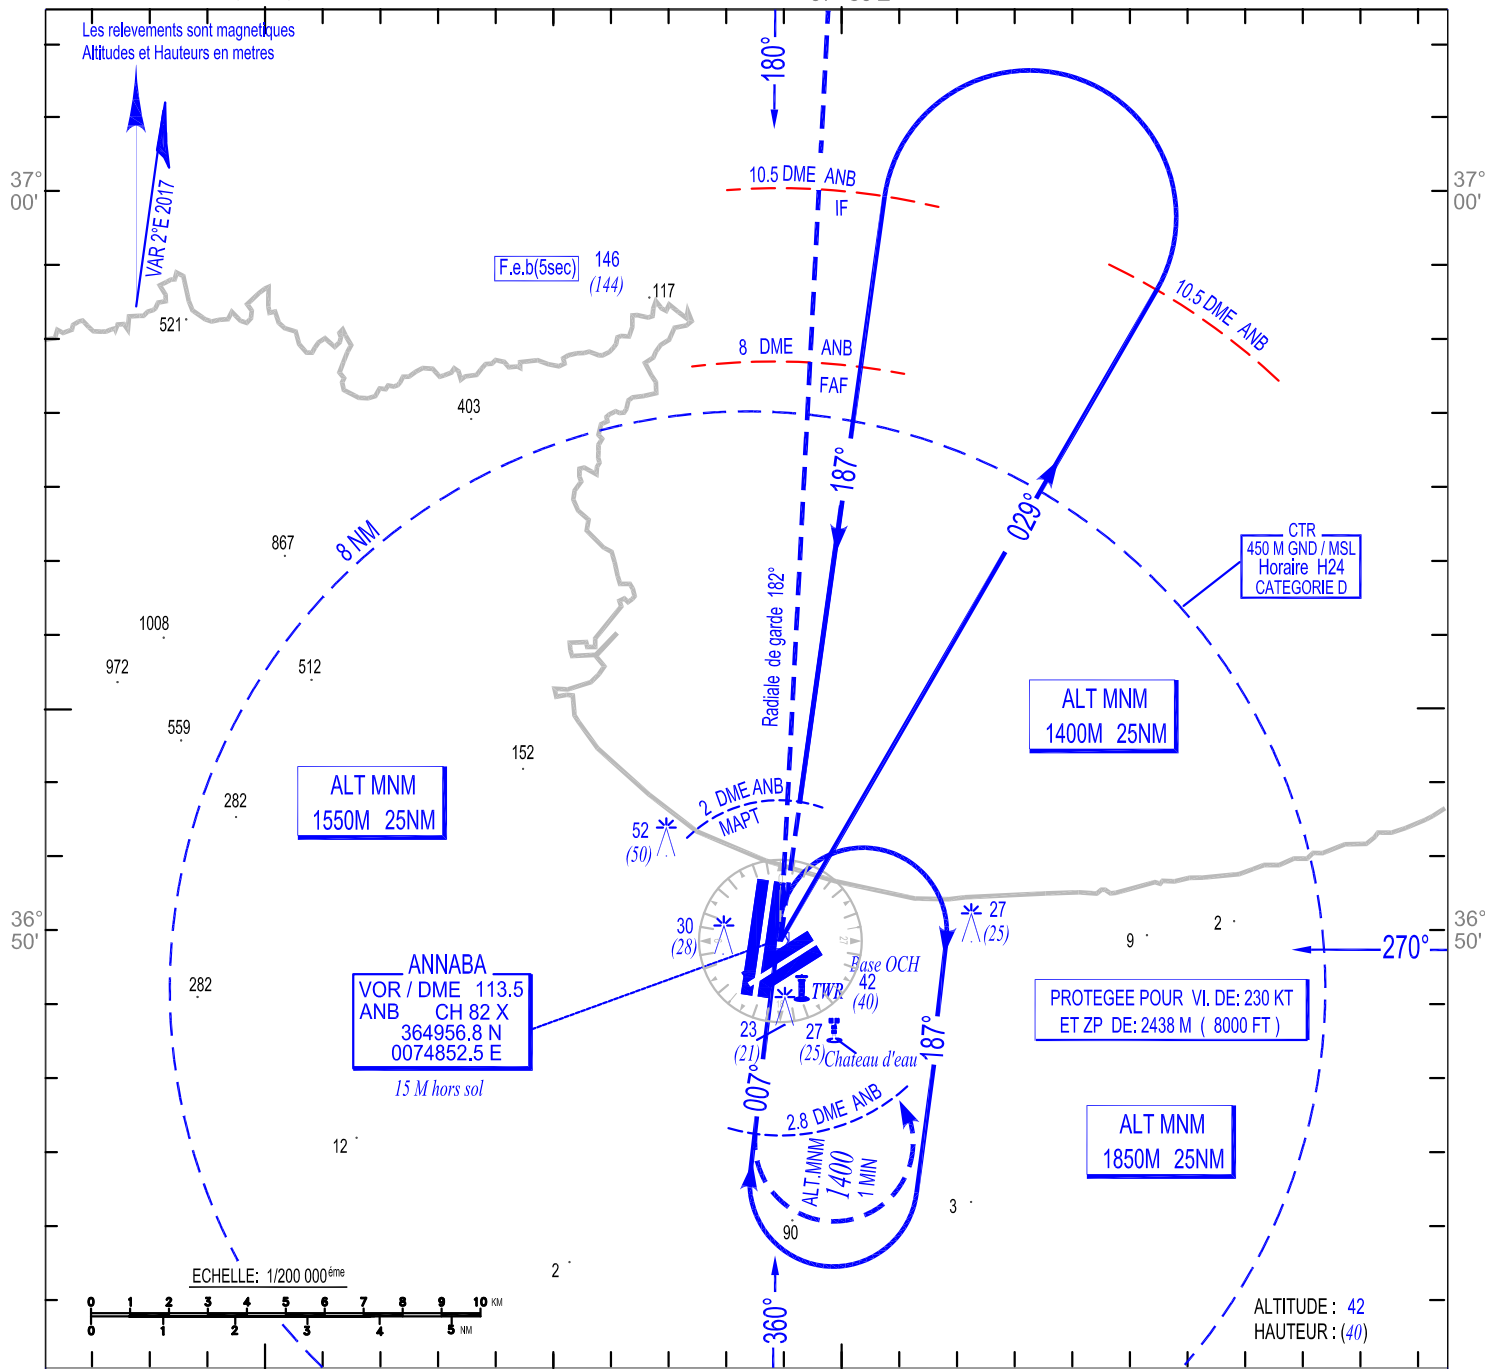 Les relevements sont magnetiques
Altitudes et Hauteurs en metres
VAR 2°E 2017
180°
37°
00'
37°
00'
10.5 DME ANB
IF
F.e.b(5sec)
146
(144)
117
521
10.5 DME ANB
8 DME ANB
FAF
403
187°
029°
8 NM
867
CTR
450 M GND / MSL
Horaire H24
CATEGORIE D
Radiale de garde 182°
1008
972
512
559
152
282
ALT MNM
1400M 25NM
ALT MNM
1550M 25NM
2 DME ANB
MAPT
52
(50)
36°
50'
30
(28)
27
(25)
2
9
36°
50'
270°
27
ANNABA
VOR / DME 113.5
ANB CH 82 X
364956.8 N
0074852.5 E
15 M hors sol
282
Base OCH
42
(40)
TWR
23
(21)
27
(25)
Chateau d'eau
187°
007°
PROTEGEE POUR VI. DE: 230 KT
ET ZP DE: 2438 M ( 8000 FT )
2.8 DME ANB
ALT.MNM
1400
1 MIN
ALT MNM
1850M 25NM
12
3
90
2
360°
ECHELLE: 1/200 000éme
0 1 2 3 4 5 6 7 8 9 10 KM
0 1 2 3 4 5 NM
ALTITUDE : 42
HAUTEUR : (40)